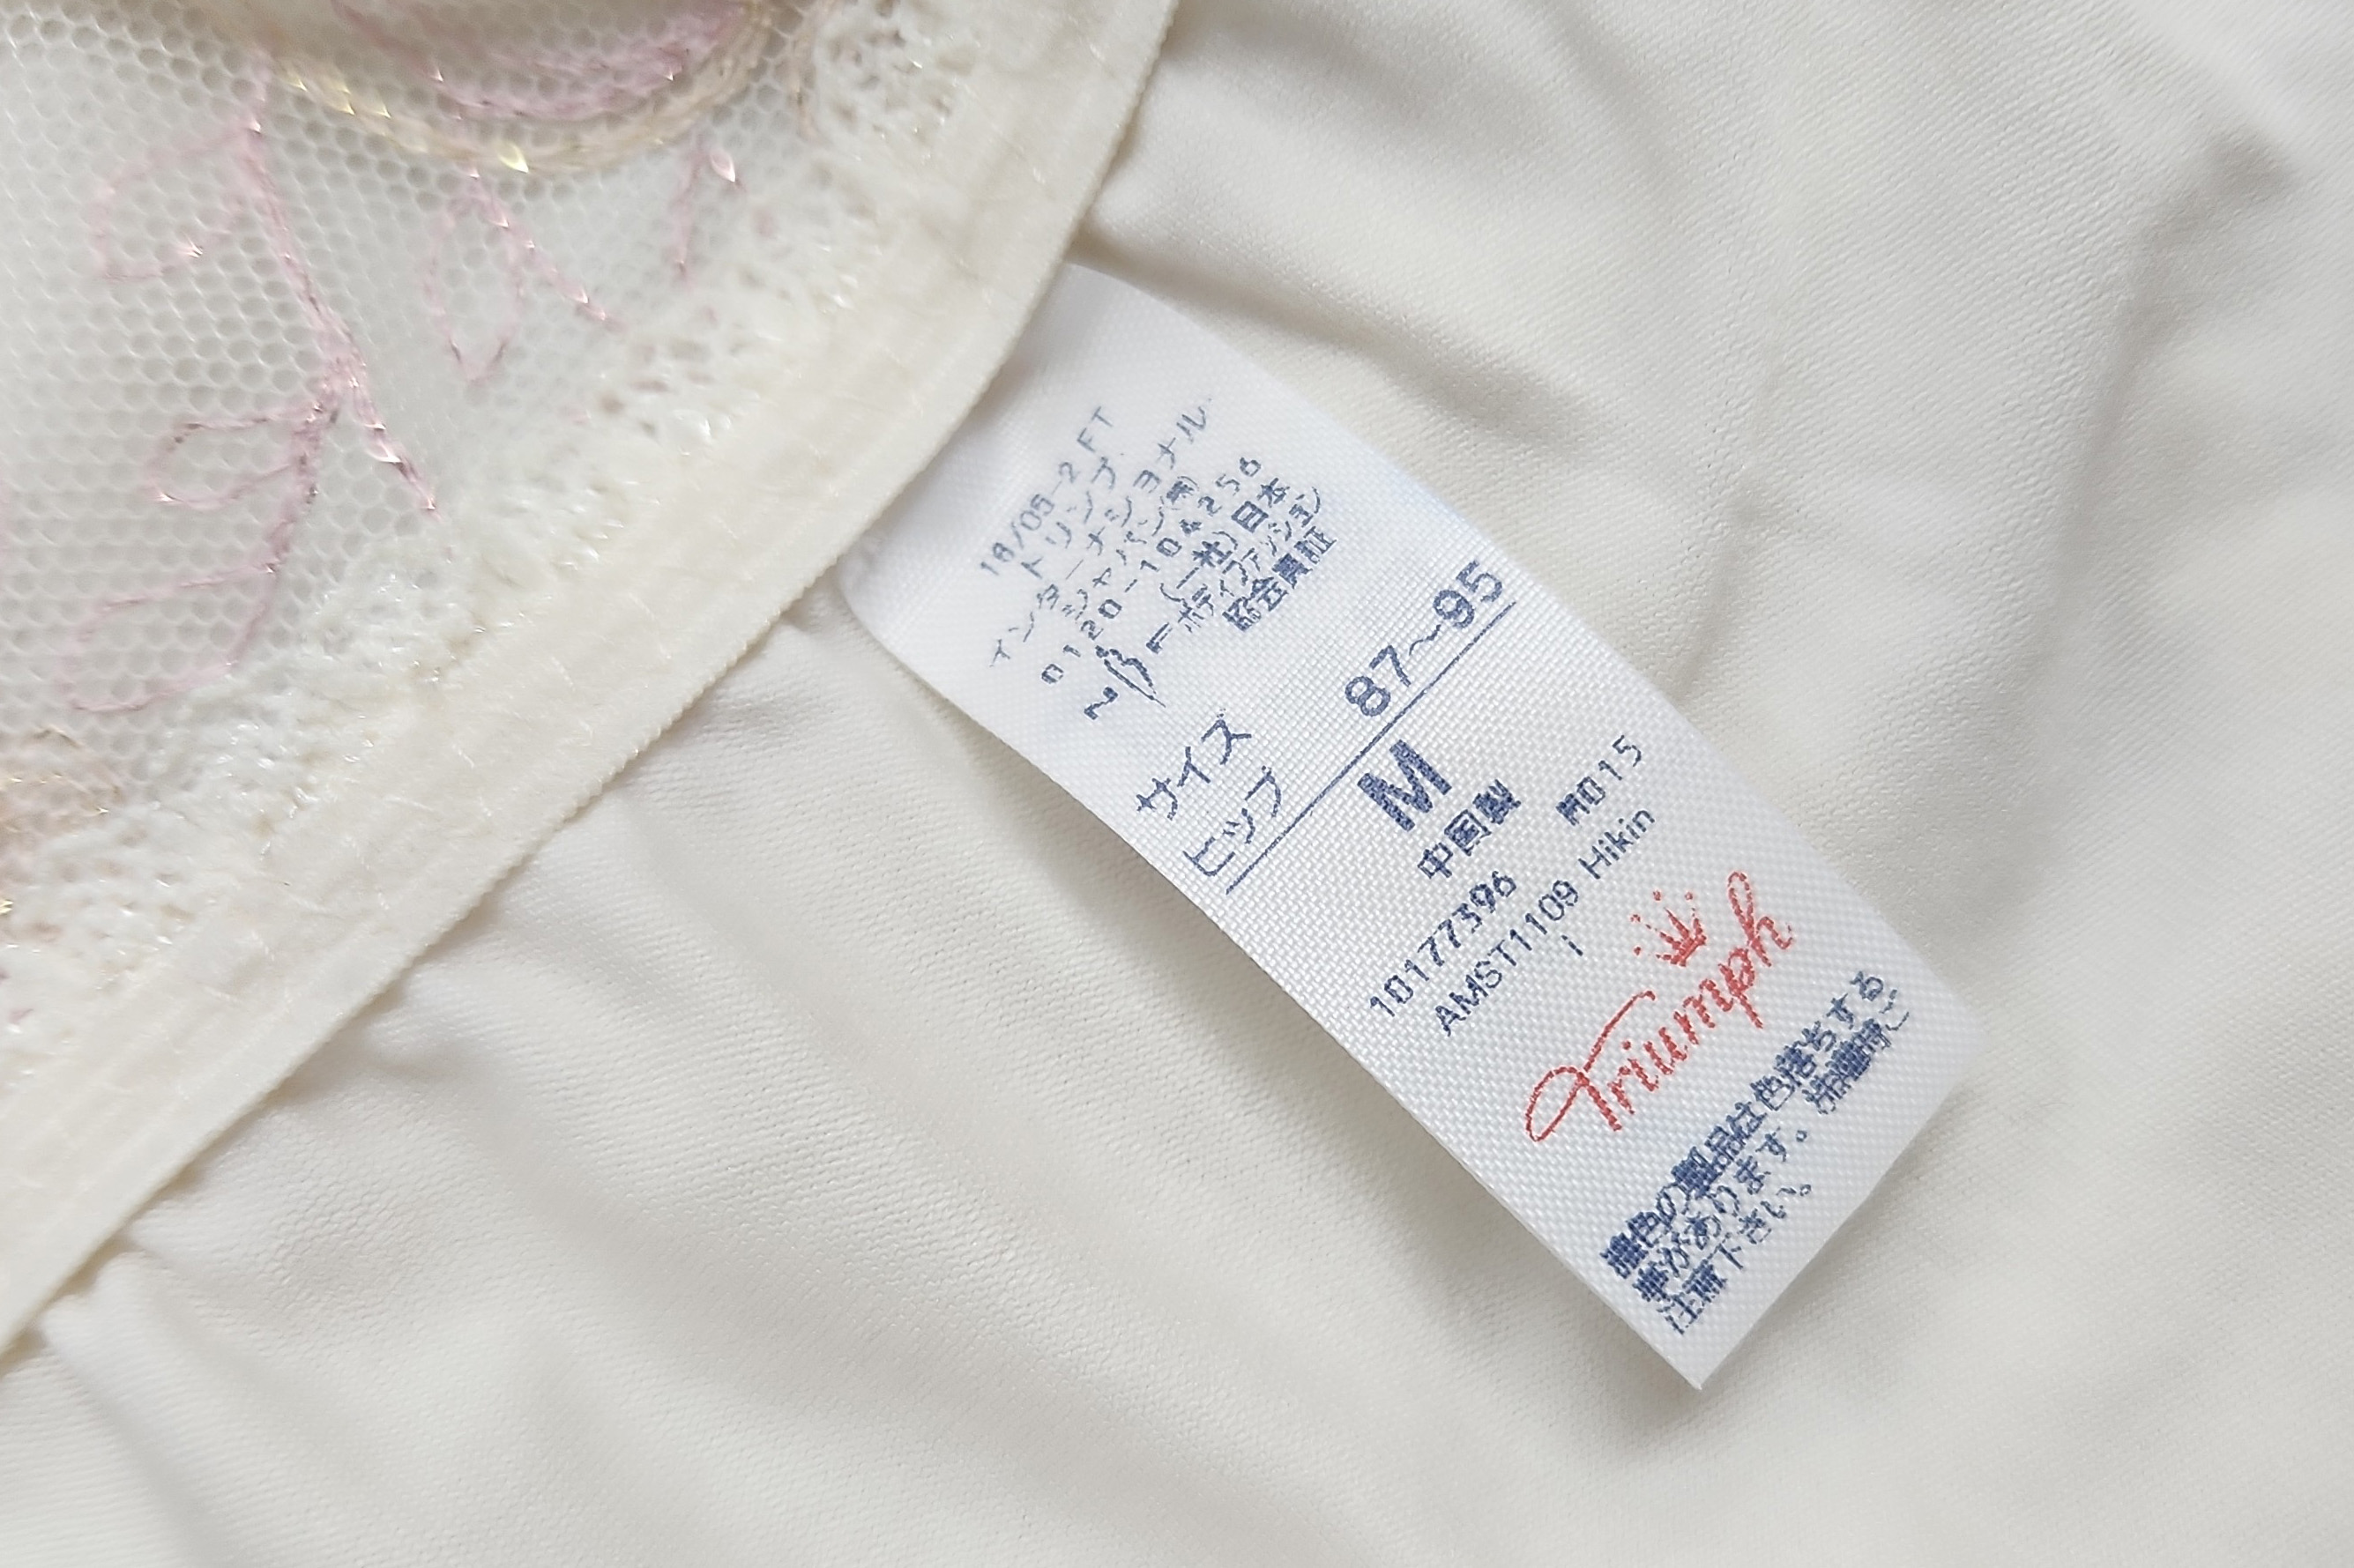 18/05-2 FT
トリンプ
インターナショナル
ジャパン(株)
0120-104256
NBF (一社)日本
ボディファッション
協会会員証
サイズ
ヒップ 87〜95
M
中国製
10177396 M015
AMST1109 Hikin
Triumph
濃色の製品は色落ちする
事があります。洗濯時ご
注意下さい。